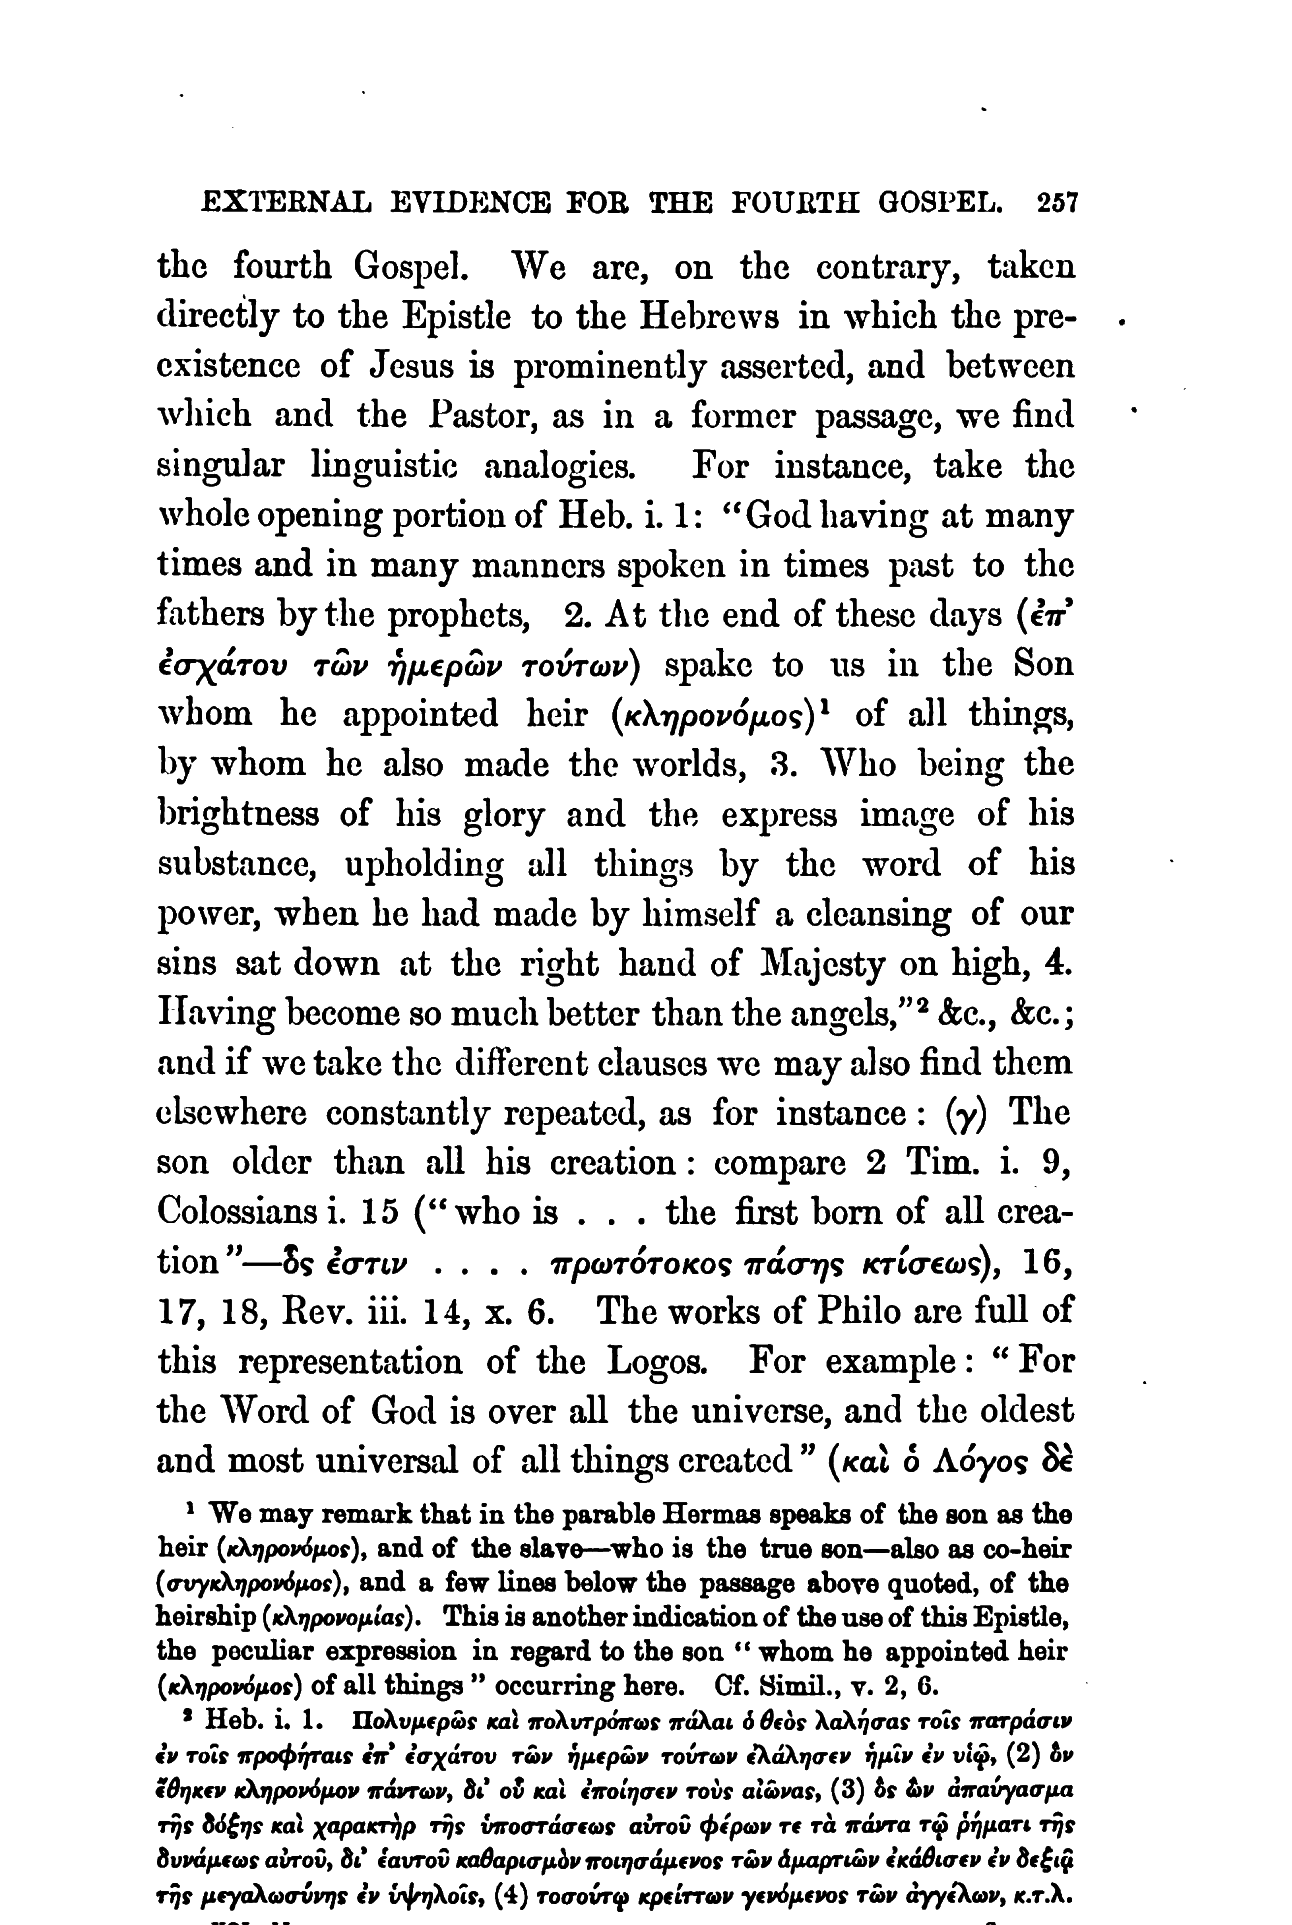 EXTERNAL EVIDENCE FOR THE FOURTH GOSPEL. 257
the fourth Gospel. We are, on the contrary, taken
directly to the Epistle to the Hebrews in which the pre-
existence of Jesus is prominently asserted, and between
which and the Pastor, as in a former passage, we find
singular linguistic analogies. For instance, take the
whole opening portion of Heb. i. 1: “God having at many
times and in many manners spoken in times past to the
fathers by the prophets, 2. At the end of these days (ἐπ’
ἐσχάτου τῶν ἡμερῶν τούτων) spake to us in the Son
whom he appointed heir (κληρονόμος)¹ of all things,
by whom he also made the worlds, 3. Who being the
brightness of his glory and the express image of his
substance, upholding all things by the word of his
power, when he had made by himself a cleansing of our
sins sat down at the right hand of Majesty on high, 4.
Having become so much better than the angels,”² &c., &c.;
and if we take the different clauses we may also find them
elsewhere constantly repeated, as for instance: (γ) The
son older than all his creation: compare 2 Tim. i. 9,
Colossians i. 15 (“who is . . . the first born of all crea-
tion”—ὅς ἐστιν . . . . πρωτότοκος πάσης κτίσεως), 16,
17, 18, Rev. iii. 14, x. 6. The works of Philo are full of
this representation of the Logos. For example: “For
the Word of God is over all the universe, and the oldest
and most universal of all things created” (καὶ ὁ Λόγος δὲ
¹ We may remark that in the parable Hermas speaks of the son as the
heir (κληρονόμος), and of the slave—who is the true son—also as co-heir
(συγκληρονόμος), and a few lines below the passage above quoted, of the
heirship (κληρονομίας). This is another indication of the use of this Epistle,
the peculiar expression in regard to the son “whom he appointed heir
(κληρονόμος) of all things” occurring here. Cf. Simil., v. 2, 6.
² Heb. i. 1. Πολυμερῶς καὶ πολυτρόπως πάλαι ὁ θεὸς λαλήσας τοῖς πατράσιν
ἐν τοῖς προφήταις ἐπ’ ἐσχάτου τῶν ἡμερῶν τούτων ἐλάλησεν ἡμῖν ἐν υἱῷ, (2) ὃν
ἔθηκεν κληρονόμον πάντων, δι’ οὗ καὶ ἐποίησεν τοὺς αἰῶνας, (3) ὃς ὢν ἀπαύγασμα
τῆς δόξης καὶ χαρακτὴρ τῆς ὑποστάσεως αὐτοῦ φέρων τε τὰ πάντα τῷ ῥήματι τῆς
δυνάμεως αὐτοῦ, δι’ ἑαυτοῦ καθαρισμὸν ποιησάμενος τῶν ἁμαρτιῶν ἐκάθισεν ἐν δεξιᾷ
τῆς μεγαλωσύνης ἐν ὑψηλοῖς, (4) τοσούτῳ κρείττων γενόμενος τῶν ἀγγέλων, κ.τ.λ.